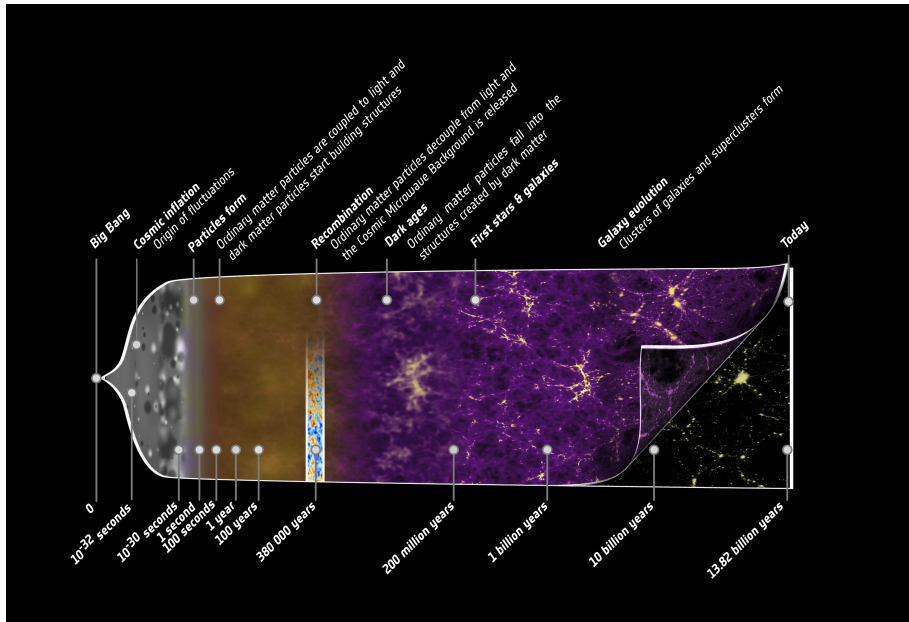 Big Bang
Cosmic inflation
Origin of fluctuations
Particles form
Ordinary matter particles are coupled to light and
dark matter particles start building structures
Recombination
Ordinary matter particles decouple from light and
the Cosmic Microwave Background is released
Dark ages
Ordinary matter particles fall into the
structures created by dark matter
First stars & galaxies
Galaxy evolution
Clusters of galaxies and superclusters form
Today
0
10-32 seconds
10-30 seconds
1 second
100 seconds
1 year
100 years
380 000 years
200 million years
1 billion years
10 billion years
13.82 billion years